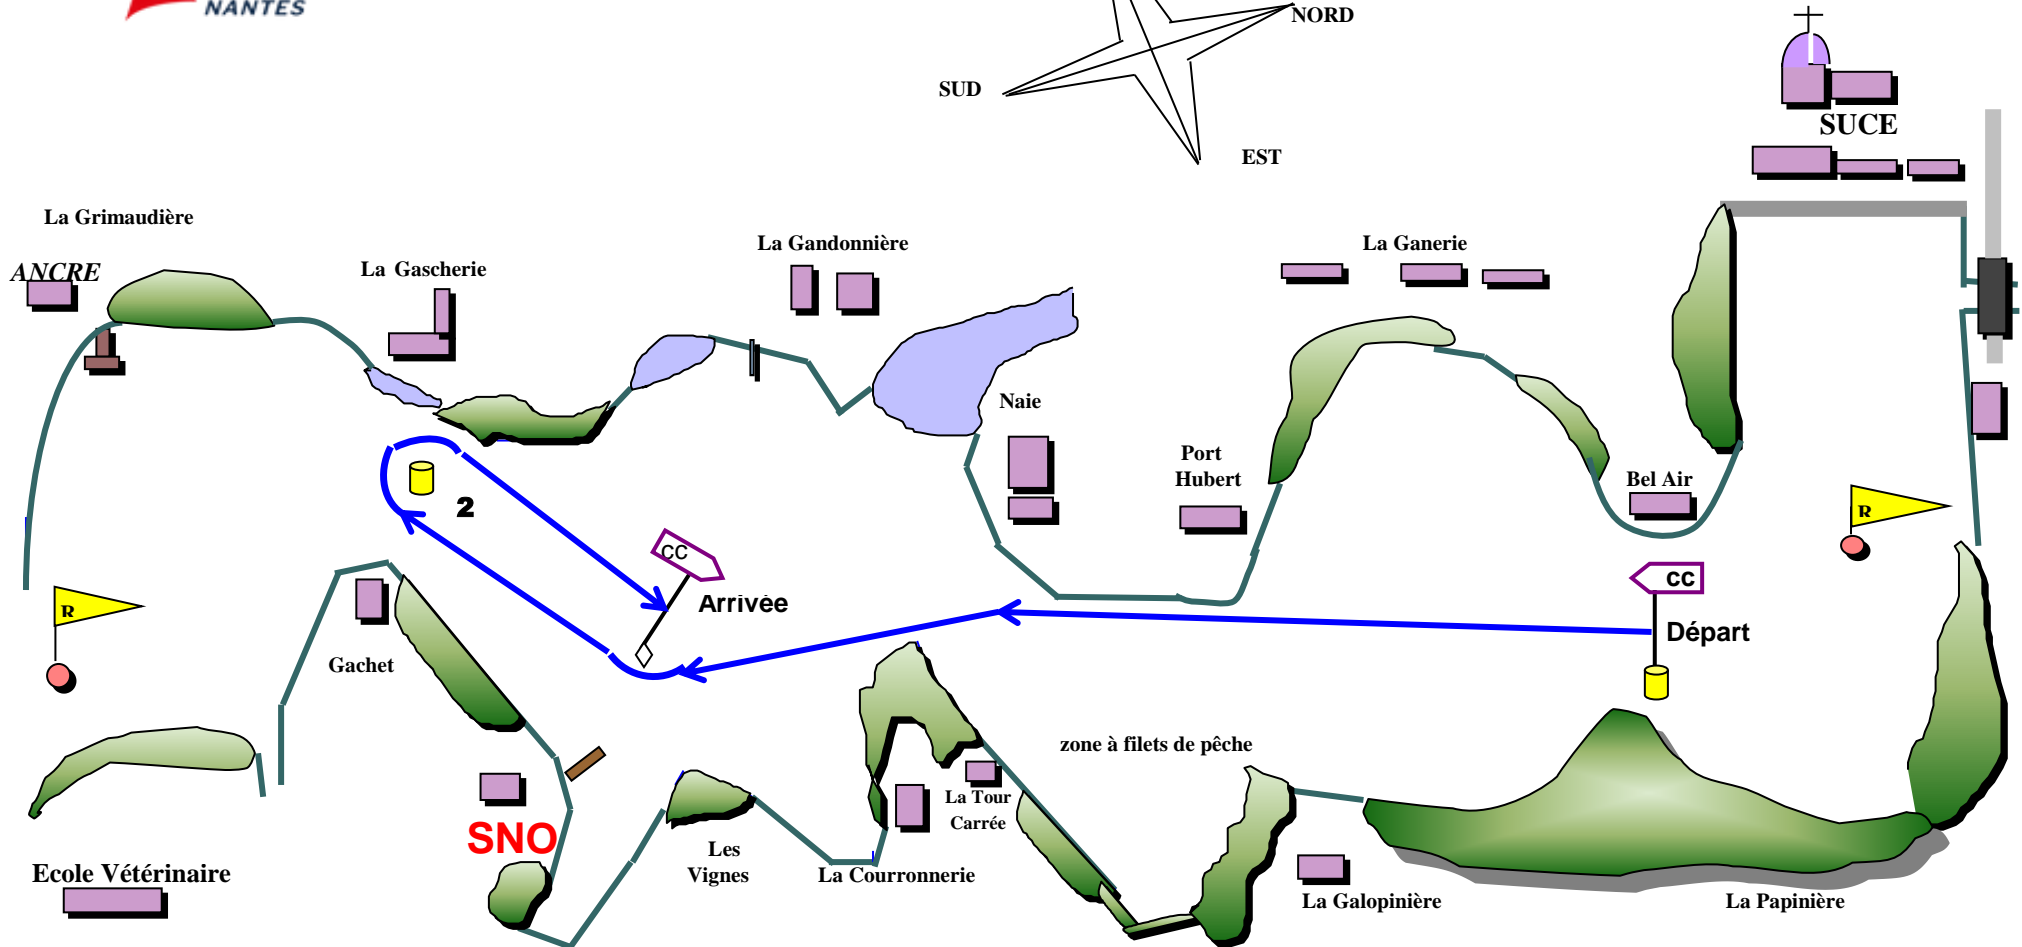 NANTES
NORD
SUD
EST
SUCE
La Grimaudière
ANCRE
La Gascherie
La Gandonnière
La Ganerie
Naie
Port
Hubert
Bel Air
2
R
CC
Arrivée
CC
Départ
R
Gachet
zone à filets de pêche
SNO
La Tour
Carrée
Les
Vignes
La Courronnerie
Ecole Vétérinaire
La Galopinière
La Papinière